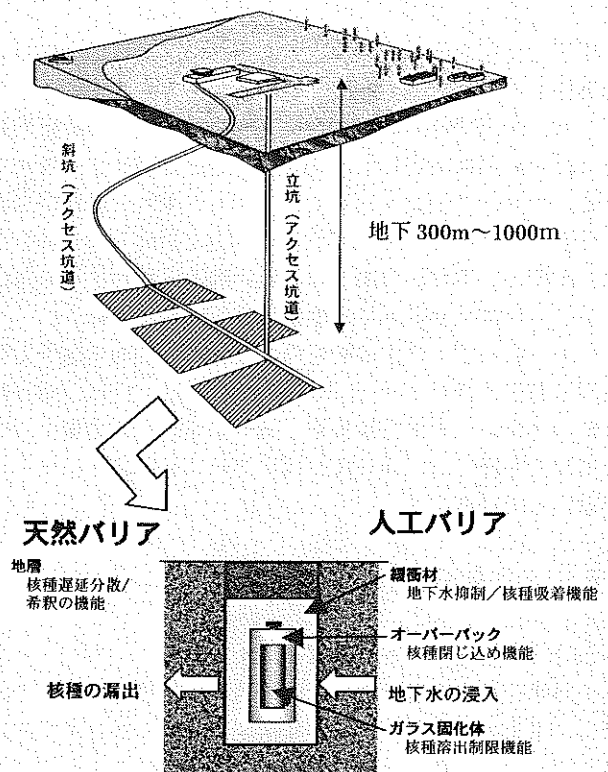 斜坑（アクセス坑道）
立坑（アクセス坑道）
地下 300m～1000m
天然バリア
人工バリア
地層
核種遅延分散/
希釈の機能
緩衝材
地下水抑制／核種吸着機能
オーバーパック
核種閉じ込め機能
核種の漏出
地下水の浸入
ガラス固化体
核種溶出制限機能